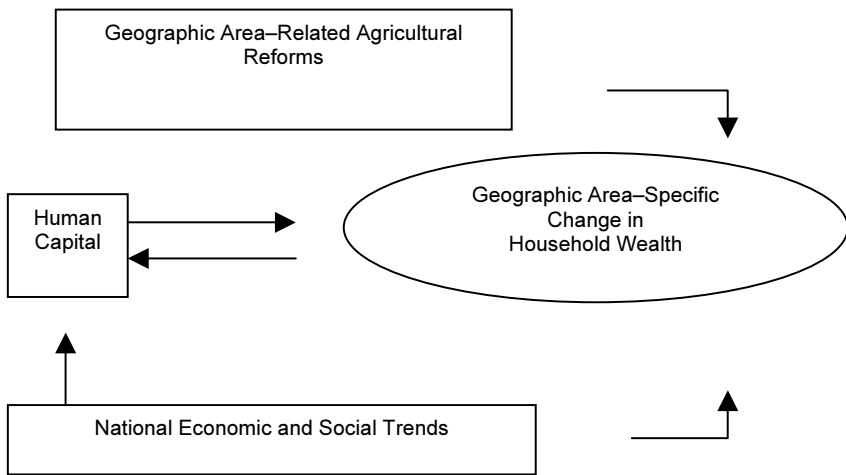 Geographic Area–Related Agricultural
Reforms
Geographic Area–Specific
Change in
Household Wealth
Human
Capital
National Economic and Social Trends